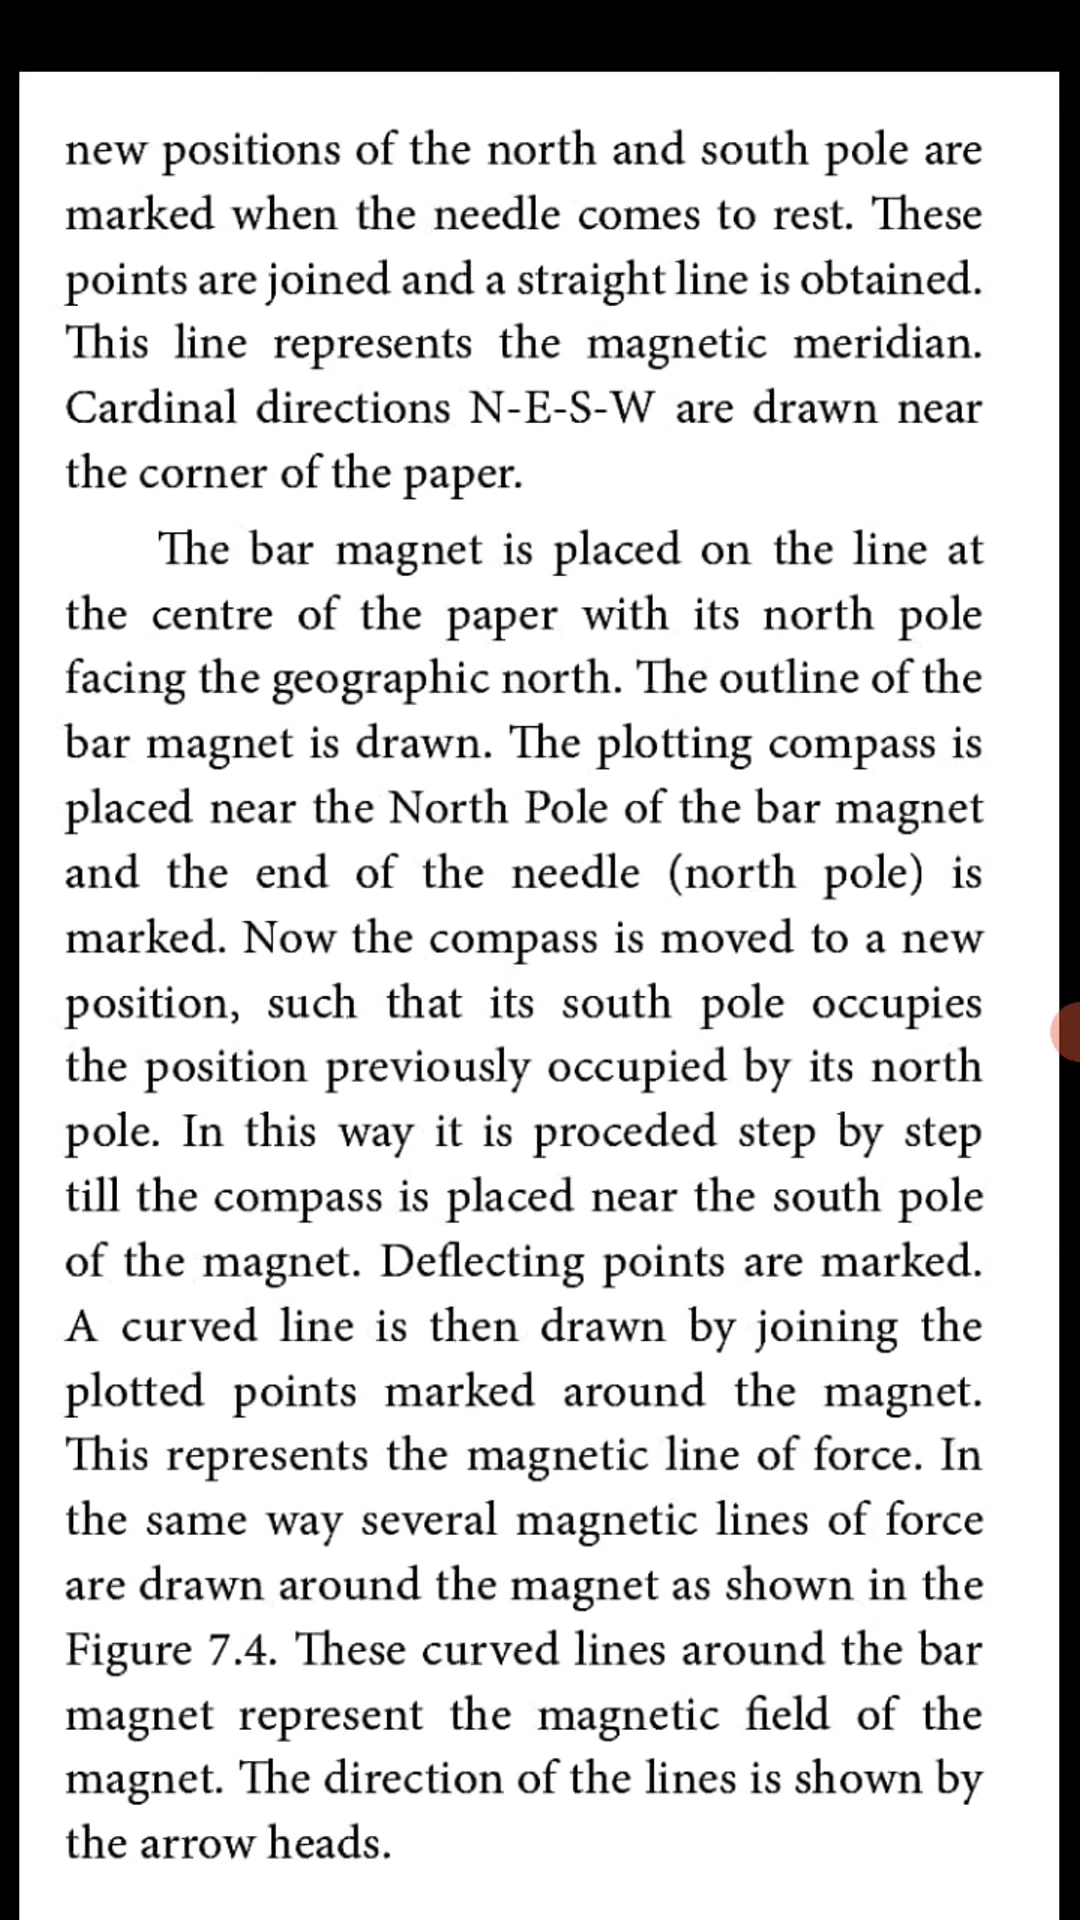 new positions of the north and south pole are
marked when the needle comes to rest. These
points are joined and a straight line is obtained.
This line represents the magnetic meridian.
Cardinal directions N-E-S-W are drawn near
the corner of the paper.
The bar magnet is placed on the line at
the centre of the paper with its north pole
facing the geographic north. The outline of the
bar magnet is drawn. The plotting compass is
placed near the North Pole of the bar magnet
and the end of the needle (north pole) is
marked. Now the compass is moved to a new
position, such that its south pole occupies
the position previously occupied by its north
pole. In this way it is proceded step by step
till the compass is placed near the south pole
of the magnet. Deflecting points are marked.
A curved line is then drawn by joining the
plotted points marked around the magnet.
This represents the magnetic line of force. In
the same way several magnetic lines of force
are drawn around the magnet as shown in the
Figure 7.4. These curved lines around the bar
magnet represent the magnetic field of the
magnet. The direction of the lines is shown by
the arrow heads.